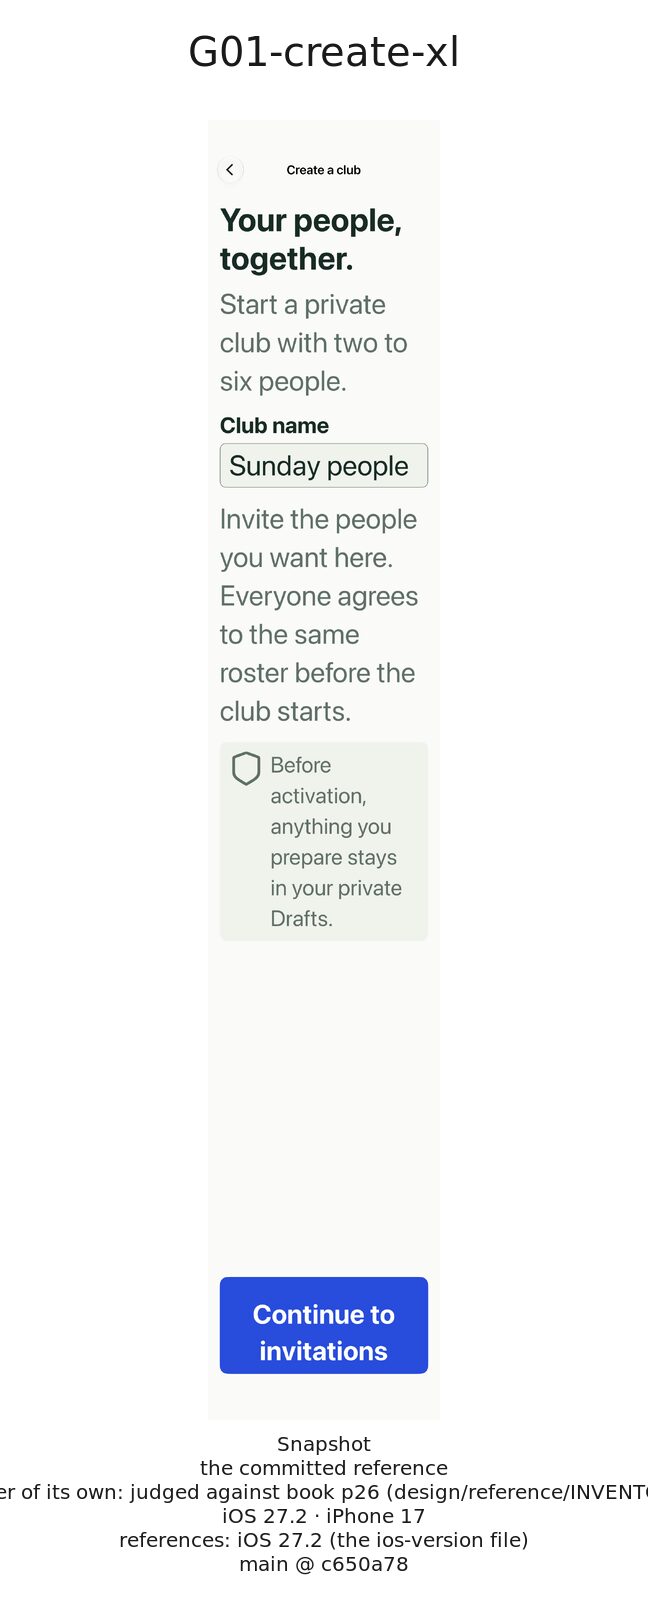 G01-create-xl
Create a club
Your people,
together.
Start a private
club with two to
six people.
Club name
Sunday people
Invite the people
you want here.
Everyone agrees
to the same
roster before the
club starts.
Before
activation,
anything you
prepare stays
in your private
Drafts.
Continue to
invitations
Snapshot
the committed reference
of its own: judged against book p26 (design/reference/
iOS 27.2 · iPhone 17
references: iOS 27.2 (the ios-version file)
main @ c650a78